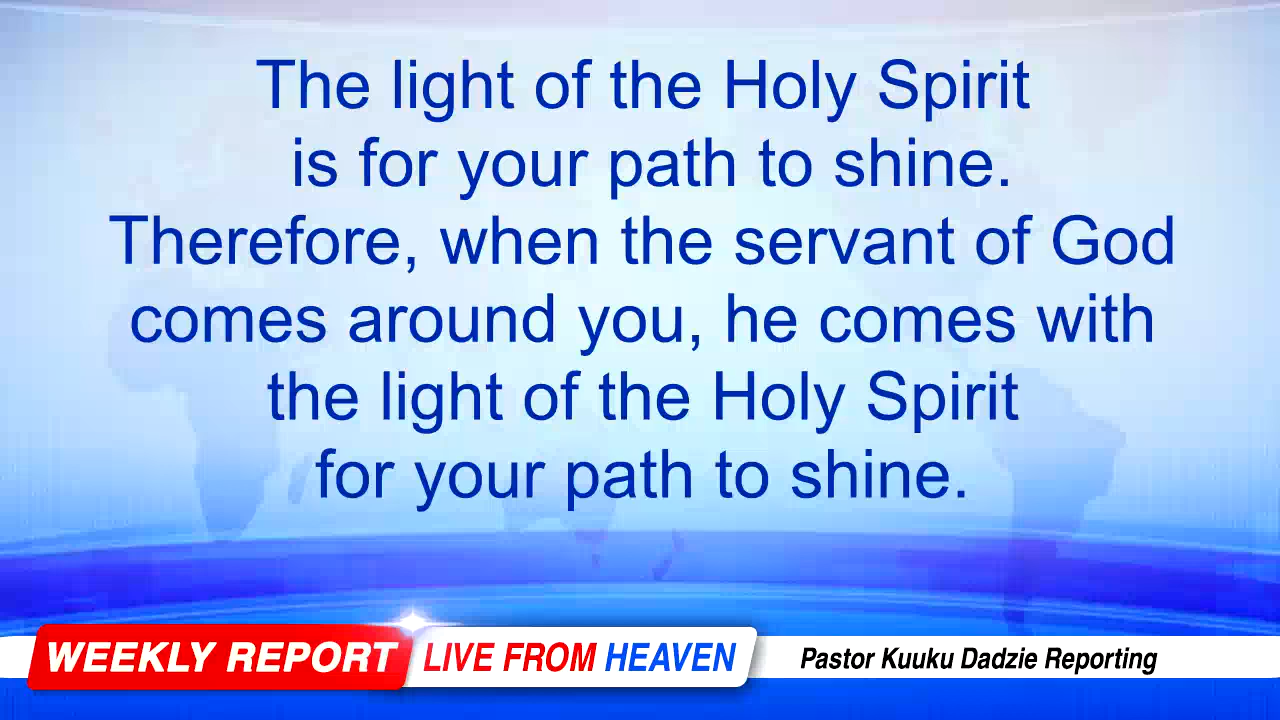 The light of the Holy Spirit
is for your path to shine.
Therefore, when the servant of God
comes around you, he comes with
the light of the Holy Spirit
for your path to shine.
WEEKLY REPORT LIVE FROM HEAVEN Pastor Kuuku Dadzie Reporting